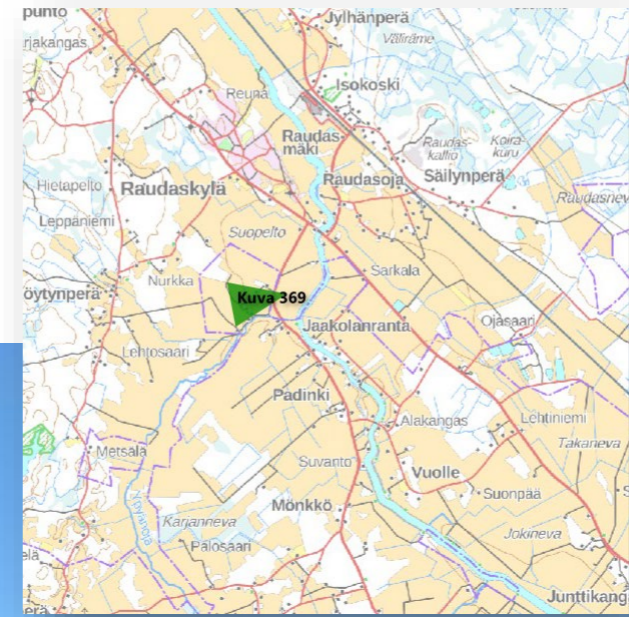 punto
Jylhänperä
rjakangas
Väliräme
Isokoski
Reuna
Raudas-
mäki
Raudas-
kallio
Koira-
kuru
Raudasoja
Säilynperä
Hietapelto
Raudaskylä
Raudasnev
Leppäniemi
Suopelto
Sarkala
Nurkka
öytynperä
Kuva 369
Jaakolanranta
Ojasaari
Lehtosaari
Padinki
Alakangas
Lehtiniemi
Takaneva
Metsälä
Suvanto
Vuolle
Suonpää
Mönkkö
Karjanneva
Jokineva
Palosaari
elä
Junttikang
erä